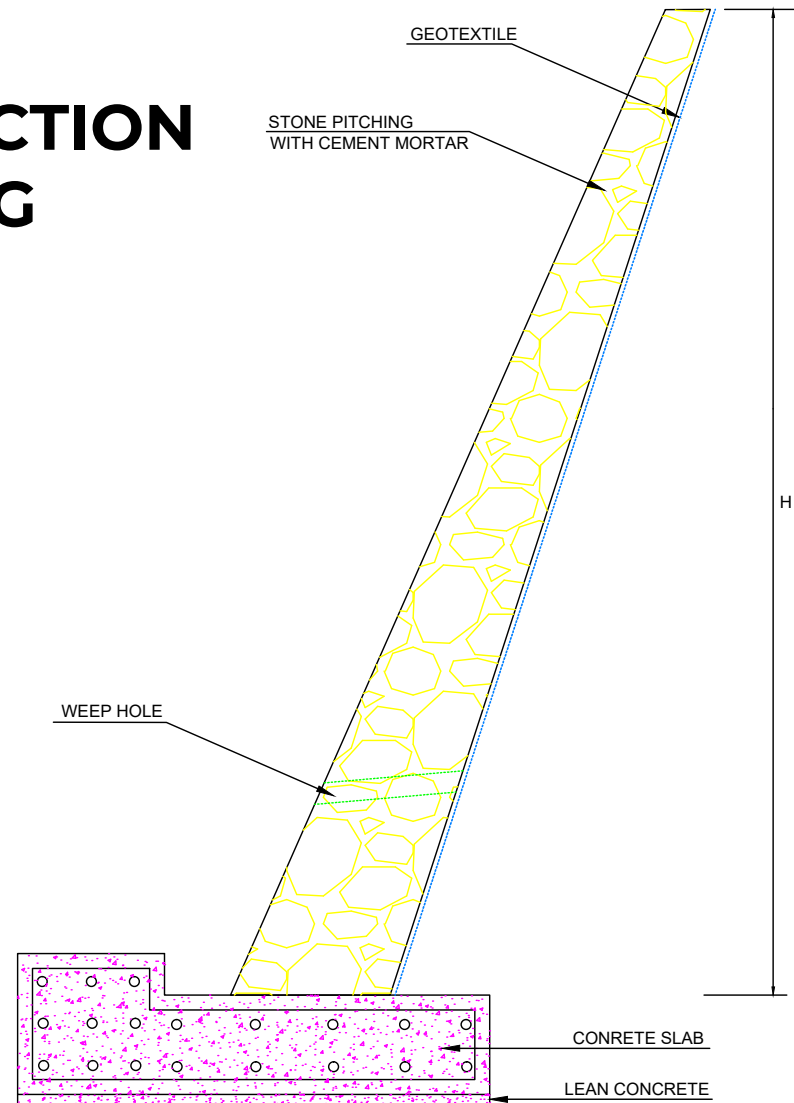 GEOTEXTILE
CTION
G
STONE PITCHING
WITH CEMENT MORTAR
H
WEEP HOLE
CONRETE SLAB
LEAN CONCRETE